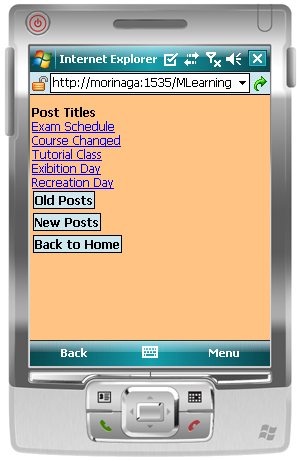 Internet Explorer
http://morinaga:1535/MLearning
Post Titles
Exam Schedule
Course Changed
Tutorial Class
Exibition Day
Recreation Day
Old Posts
New Posts
Back to Home
Back Menu